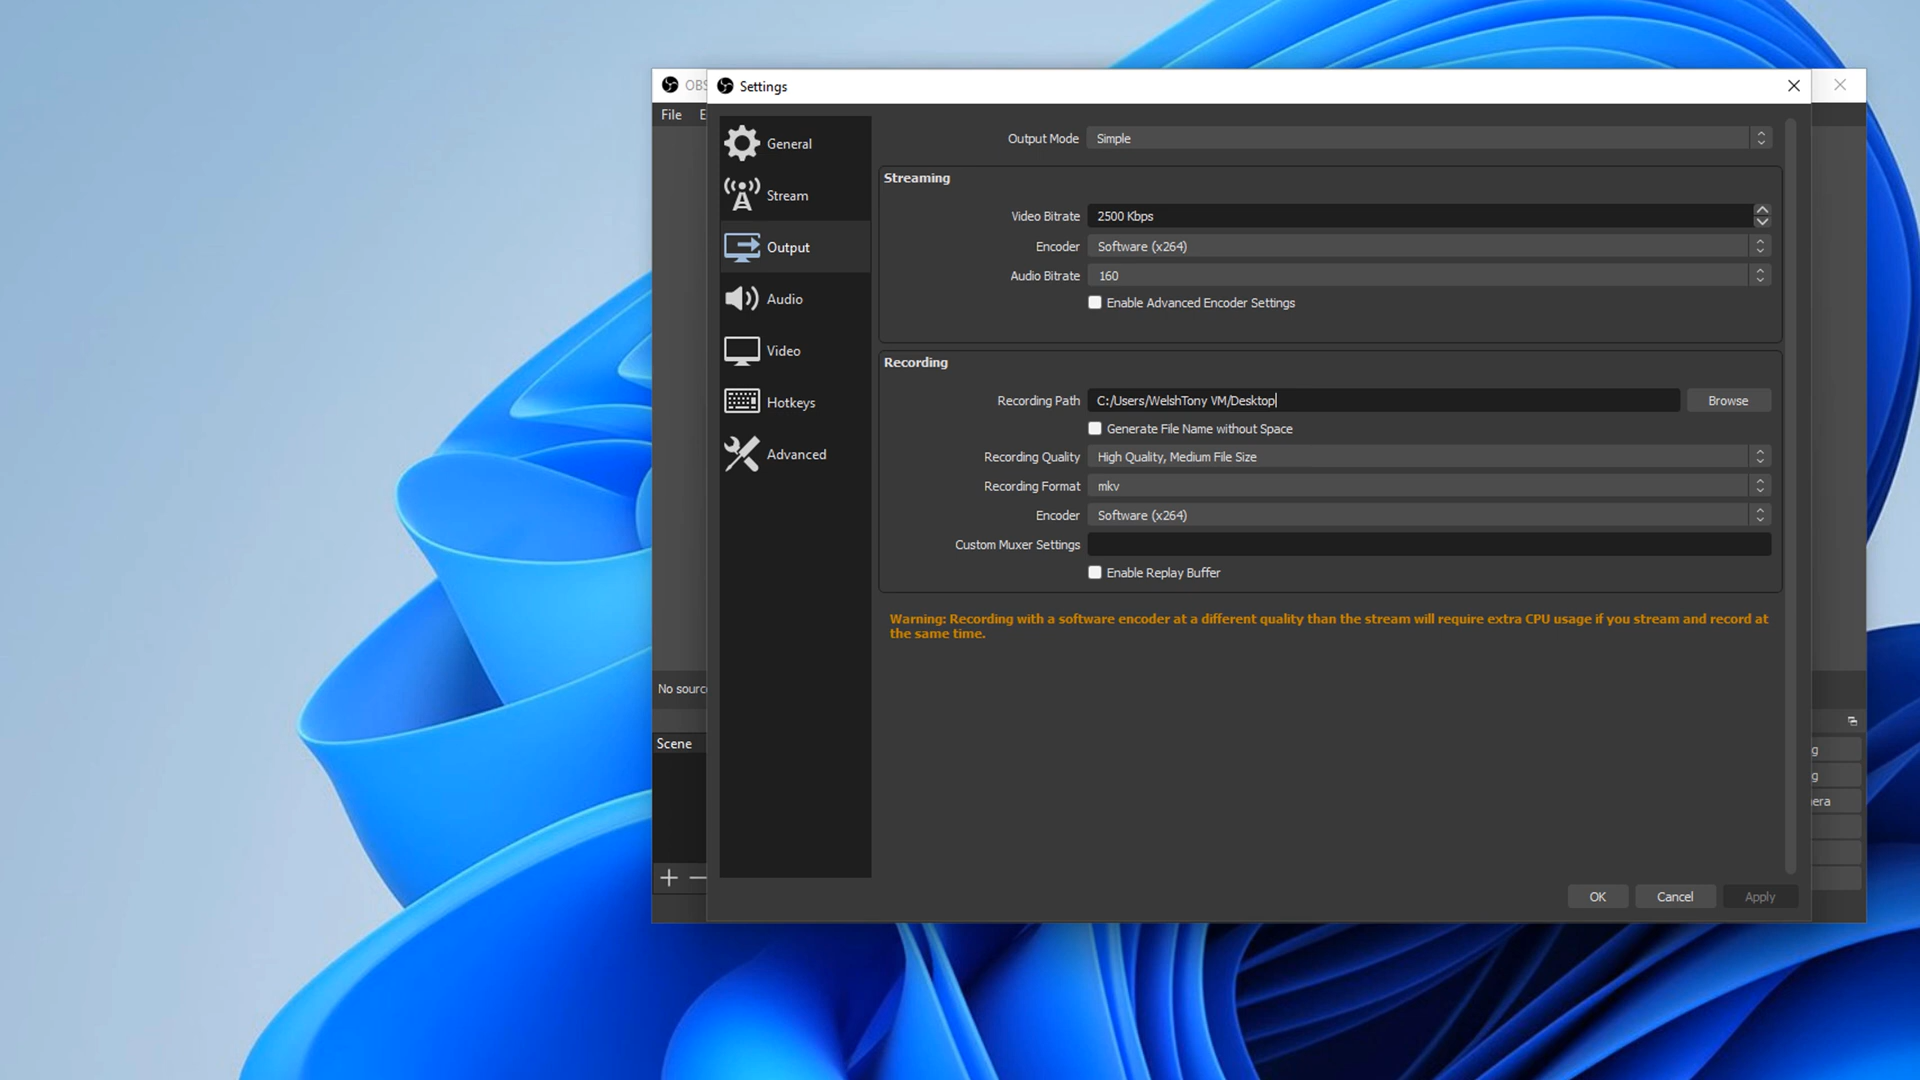 OBS
Settings
File
General
Stream
Output
Audio
Video
Hotkeys
Advanced
Output Mode Simple
Streaming
Video Bitrate 2500 Kbps
Encoder Software (x264)
Audio Bitrate 160
Enable Advanced Encoder Settings
Recording
Recording Path C:/Users/WelshTony VM/Desktop Browse
Generate File Name without Space
Recording Quality High Quality, Medium File Size
Recording Format mkv
Encoder Software (x264)
Custom Muxer Settings
Enable Replay Buffer
Warning: Recording with a software encoder at a different quality than the stream will require extra CPU usage if you stream and record at
the same time.
No sourc
Scene
OK Cancel Apply